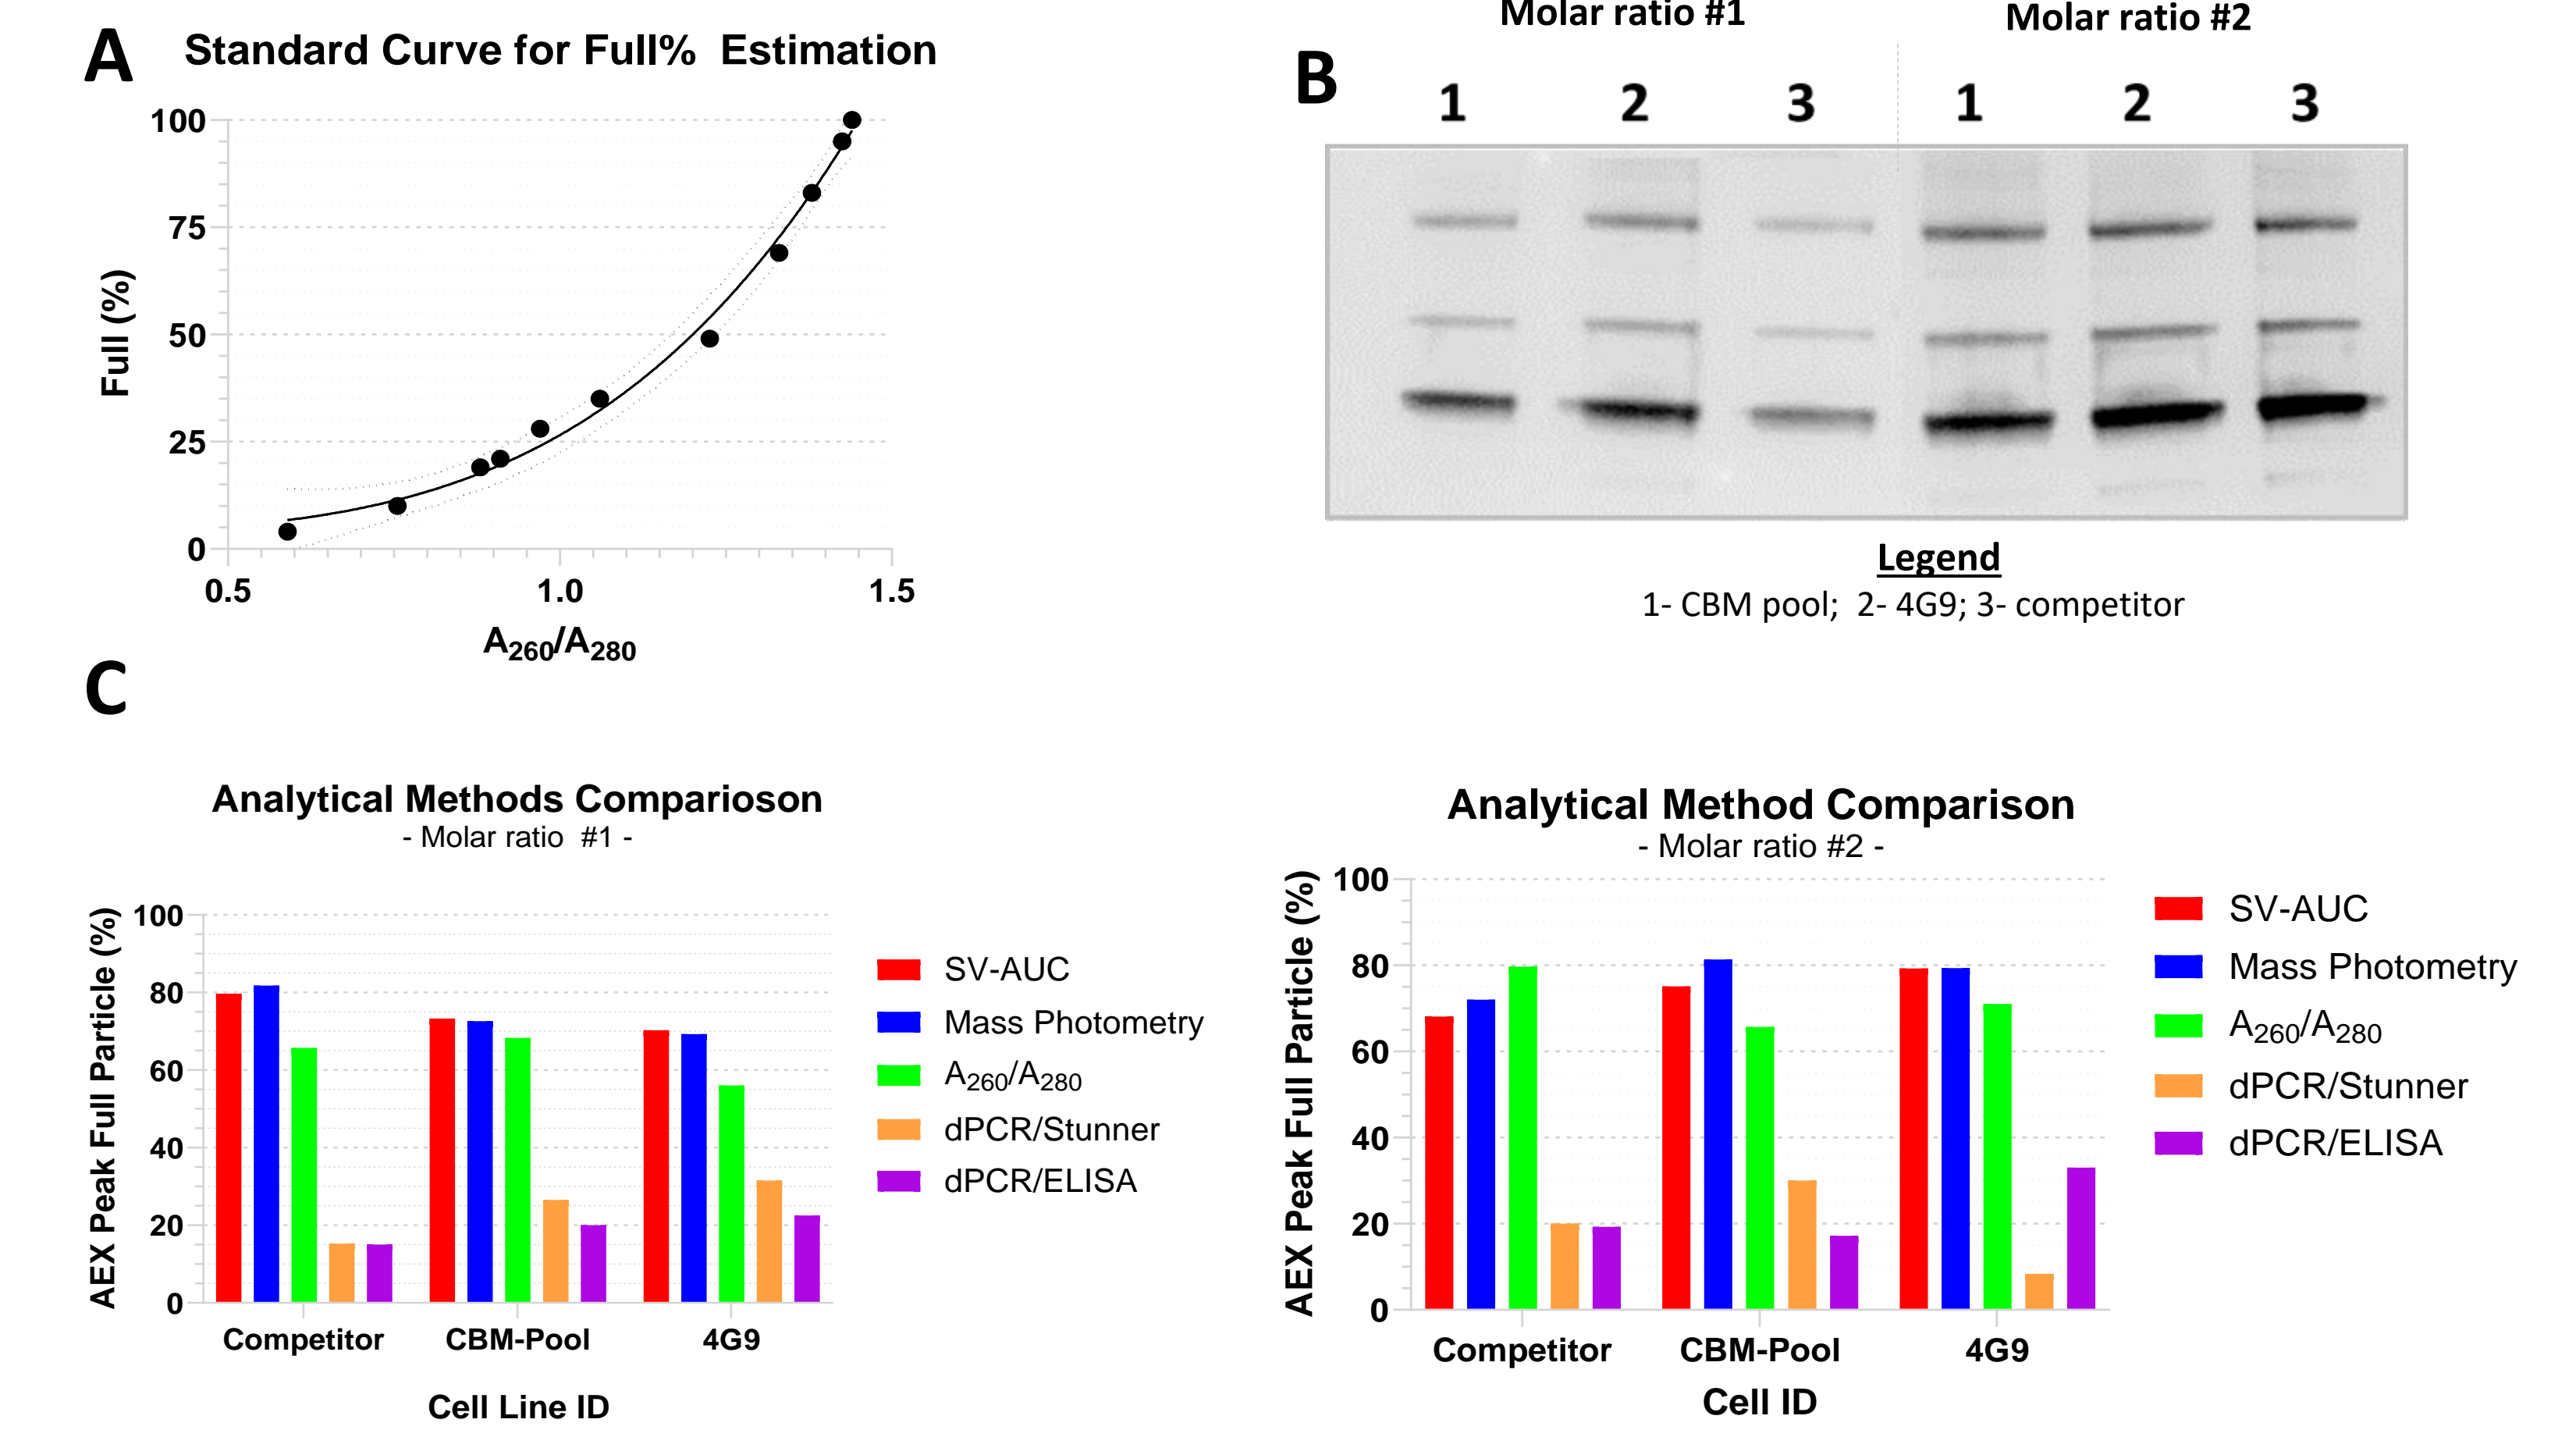 A
Standard Curve for Full% Estimation
100
75
50
25
0
Full (%)
0.5 1.0 1.5
A260/A280
Molar ratio #1 Molar ratio #2
B
1 2 3 1 2 3
Legend
1- CBM pool; 2- 4G9; 3- competitor
C
Analytical Methods Comparioson
- Molar ratio #1 -
AEX Peak Full Particle (%)
100
80
60
40
20
0
Competitor CBM-Pool 4G9
Cell Line ID
SV-AUC
Mass Photometry
A260/A280
dPCR/Stunner
dPCR/ELISA
Analytical Method Comparison
- Molar ratio #2 -
AEX Peak Full Particle (%)
100
80
60
40
20
0
Competitor CBM-Pool 4G9
Cell ID
SV-AUC
Mass Photometry
A260/A280
dPCR/Stunner
dPCR/ELISA